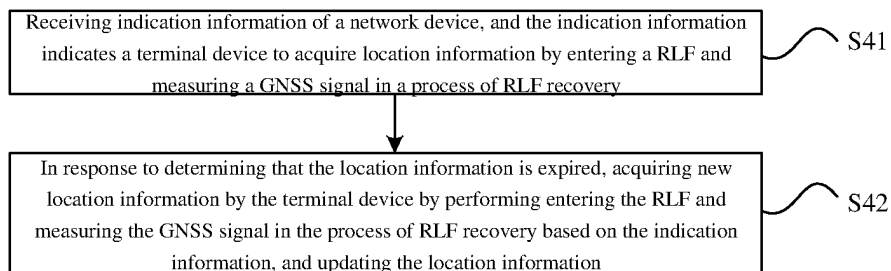 Receiving indication information of a network device, and the indication information
indicates a terminal device to acquire location information by entering a RLF and
measuring a GNSS signal in a process of RLF recovery
S41
In response to determining that the location information is expired, acquiring new
location information by the terminal device by performing entering the RLF and
measuring the GNSS signal in the process of RLF recovery based on the indication
information, and updating the location information
S42